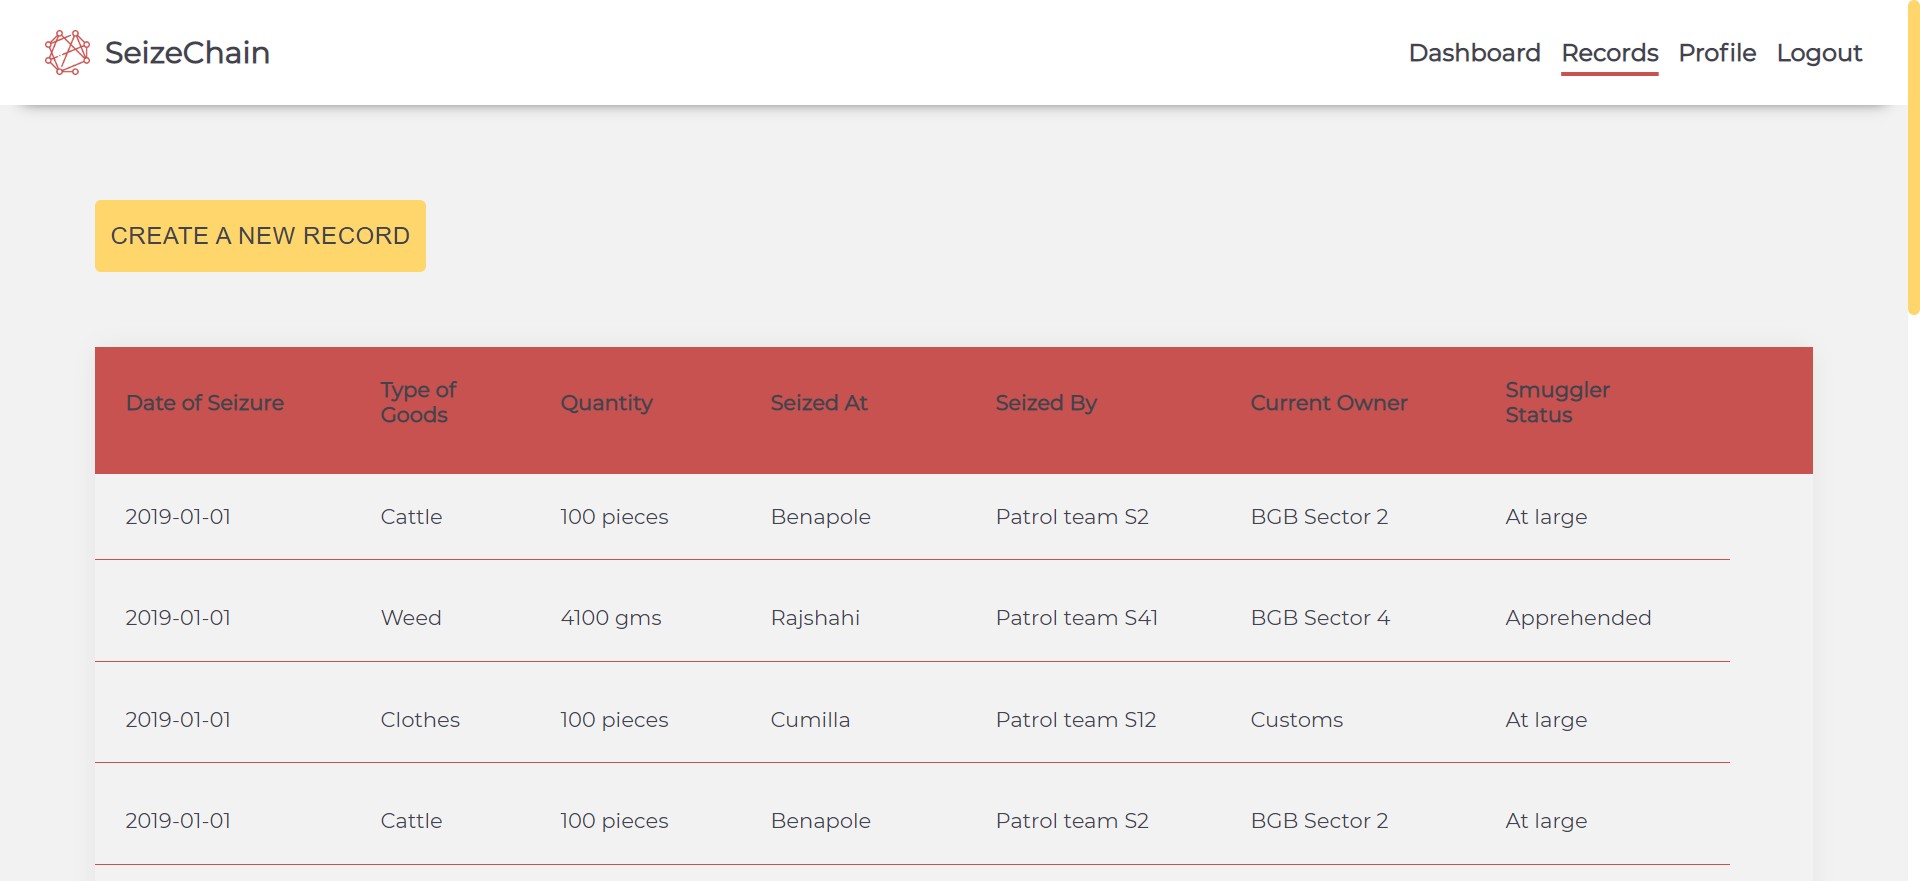 SeizeChain
Dashboard Records Profile Logout
CREATE A NEW RECORD
Date of Seizure Type of Goods Quantity Seized At Seized By Current Owner Smuggler Status
2019-01-01 Cattle 100 pieces Benapole Patrol team S2 BGB Sector 2 At large
2019-01-01 Weed 4100 gms Rajshahi Patrol team S41 BGB Sector 4 Apprehended
2019-01-01 Clothes 100 pieces Cumilla Patrol team S12 Customs At large
2019-01-01 Cattle 100 pieces Benapole Patrol team S2 BGB Sector 2 At large